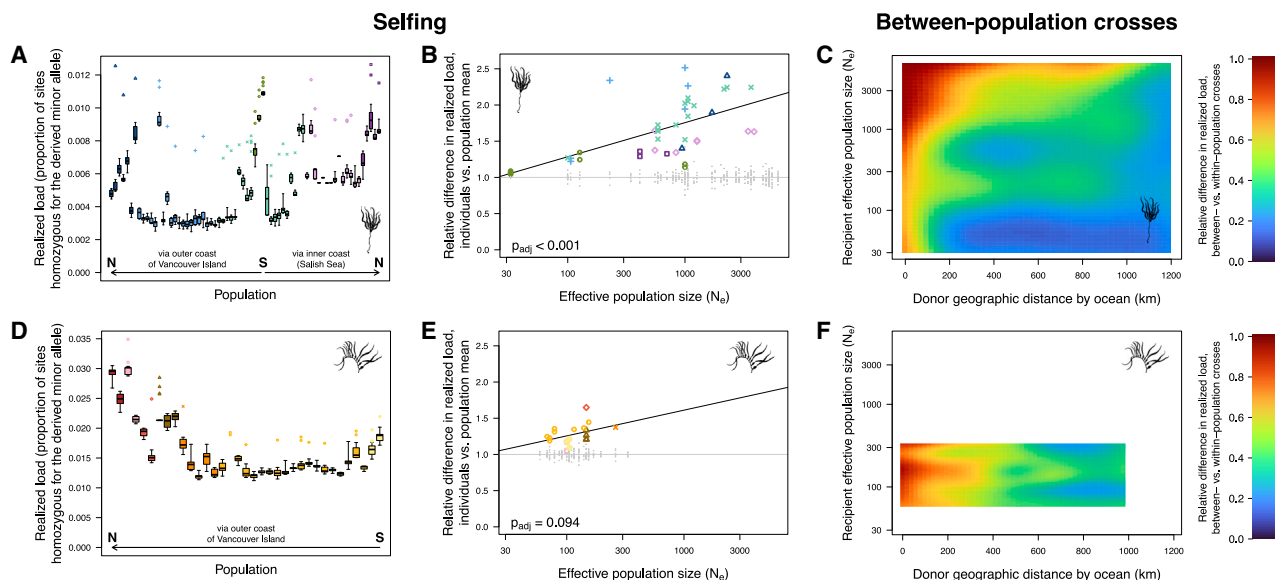 Selfing
Between-population crosses
A
Realized load (proportion of sites
homozygous for the derived minor allele)
0.012
0.010
0.008
0.006
0.004
0.002
0.000
N
via outer coast
of Vancouver Island
S
via inner coast
(Salish Sea)
N
Population
B
Relative difference in realized load,
individuals vs. population mean
2.5
2.0
1.5
1.0
0.5
0.0
p_adj < 0.001
30
100
1000
3000
Effective population size (N_e)
C
Recipient effective population size (N_e)
3000
1000
300
100
30
0
200
400
600
800
1000
1200
Donor geographic distance by ocean (km)
Relative difference in realized load,
between- vs. within-population crosses
1.0
0.8
0.6
0.4
0.2
0.0
D
Realized load (proportion of sites
homozygous for the derived minor allele)
0.035
0.030
0.025
0.020
0.015
0.010
0.005
0.000
N
via outer coast
of Vancouver Island
S
Population
E
Relative difference in realized load,
individuals vs. population mean
2.5
2.0
1.5
1.0
0.5
0.0
p_adj = 0.094
30
100
300
1000
3000
Effective population size (N_e)
F
Recipient effective population size (N_e)
3000
1000
300
100
30
0
200
400
600
800
1000
1200
Donor geographic distance by ocean (km)
Relative difference in realized load,
between- vs. within-population crosses
1.0
0.8
0.6
0.4
0.2
0.0